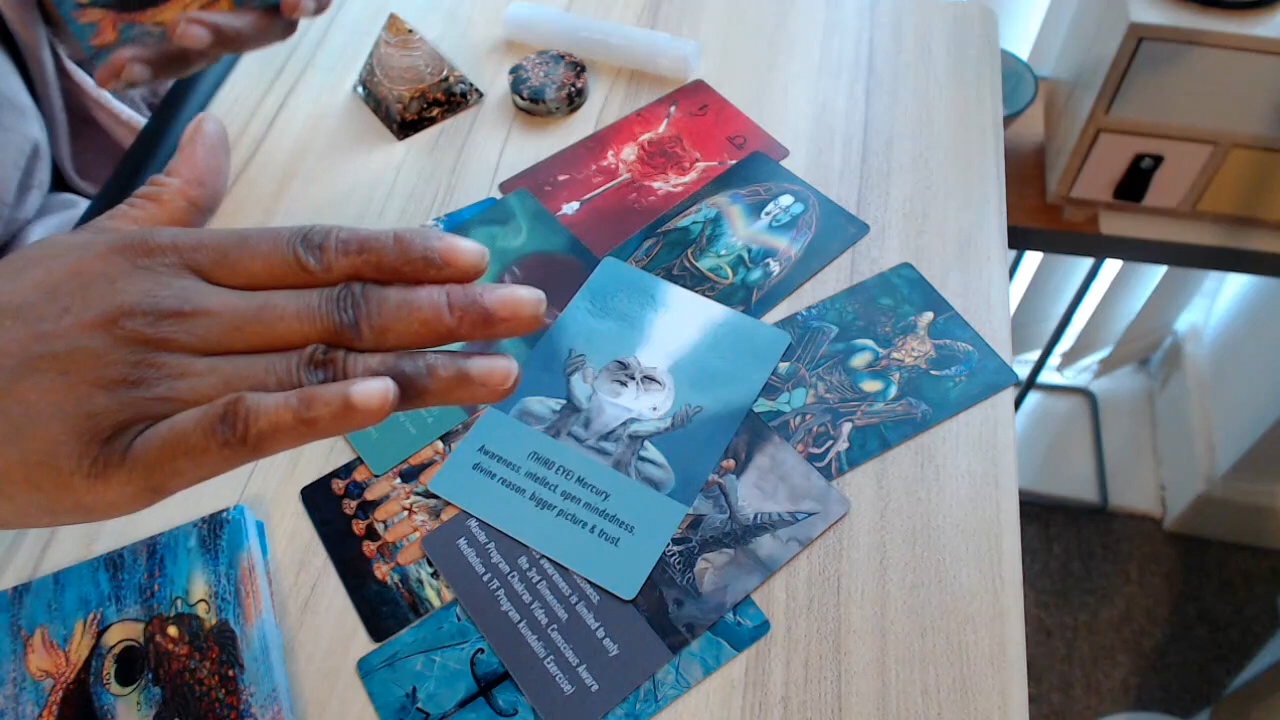 (THIRD EYE) Mercury.
Awareness, intellect, open mindedness,
divine reason, bigger picture & trust.
awareness is limited to only
the 3rd Dimension.
(Master Program Chakras Video, Conscious Aware
Meditation & TF Program kundalini Exercise)